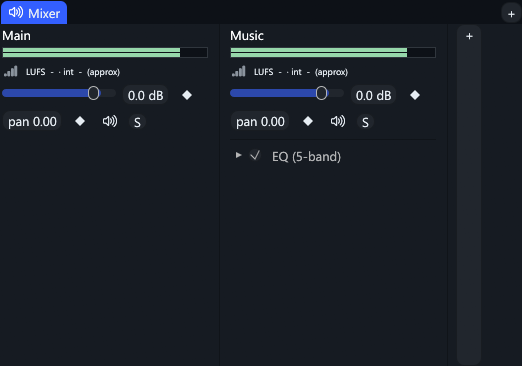 Mixer
+
Main
LUFS - · int - (approx)
0.0 dB
pan 0.00
S
Music
LUFS - · int - (approx)
0.0 dB
pan 0.00
S
EQ (5-band)
+